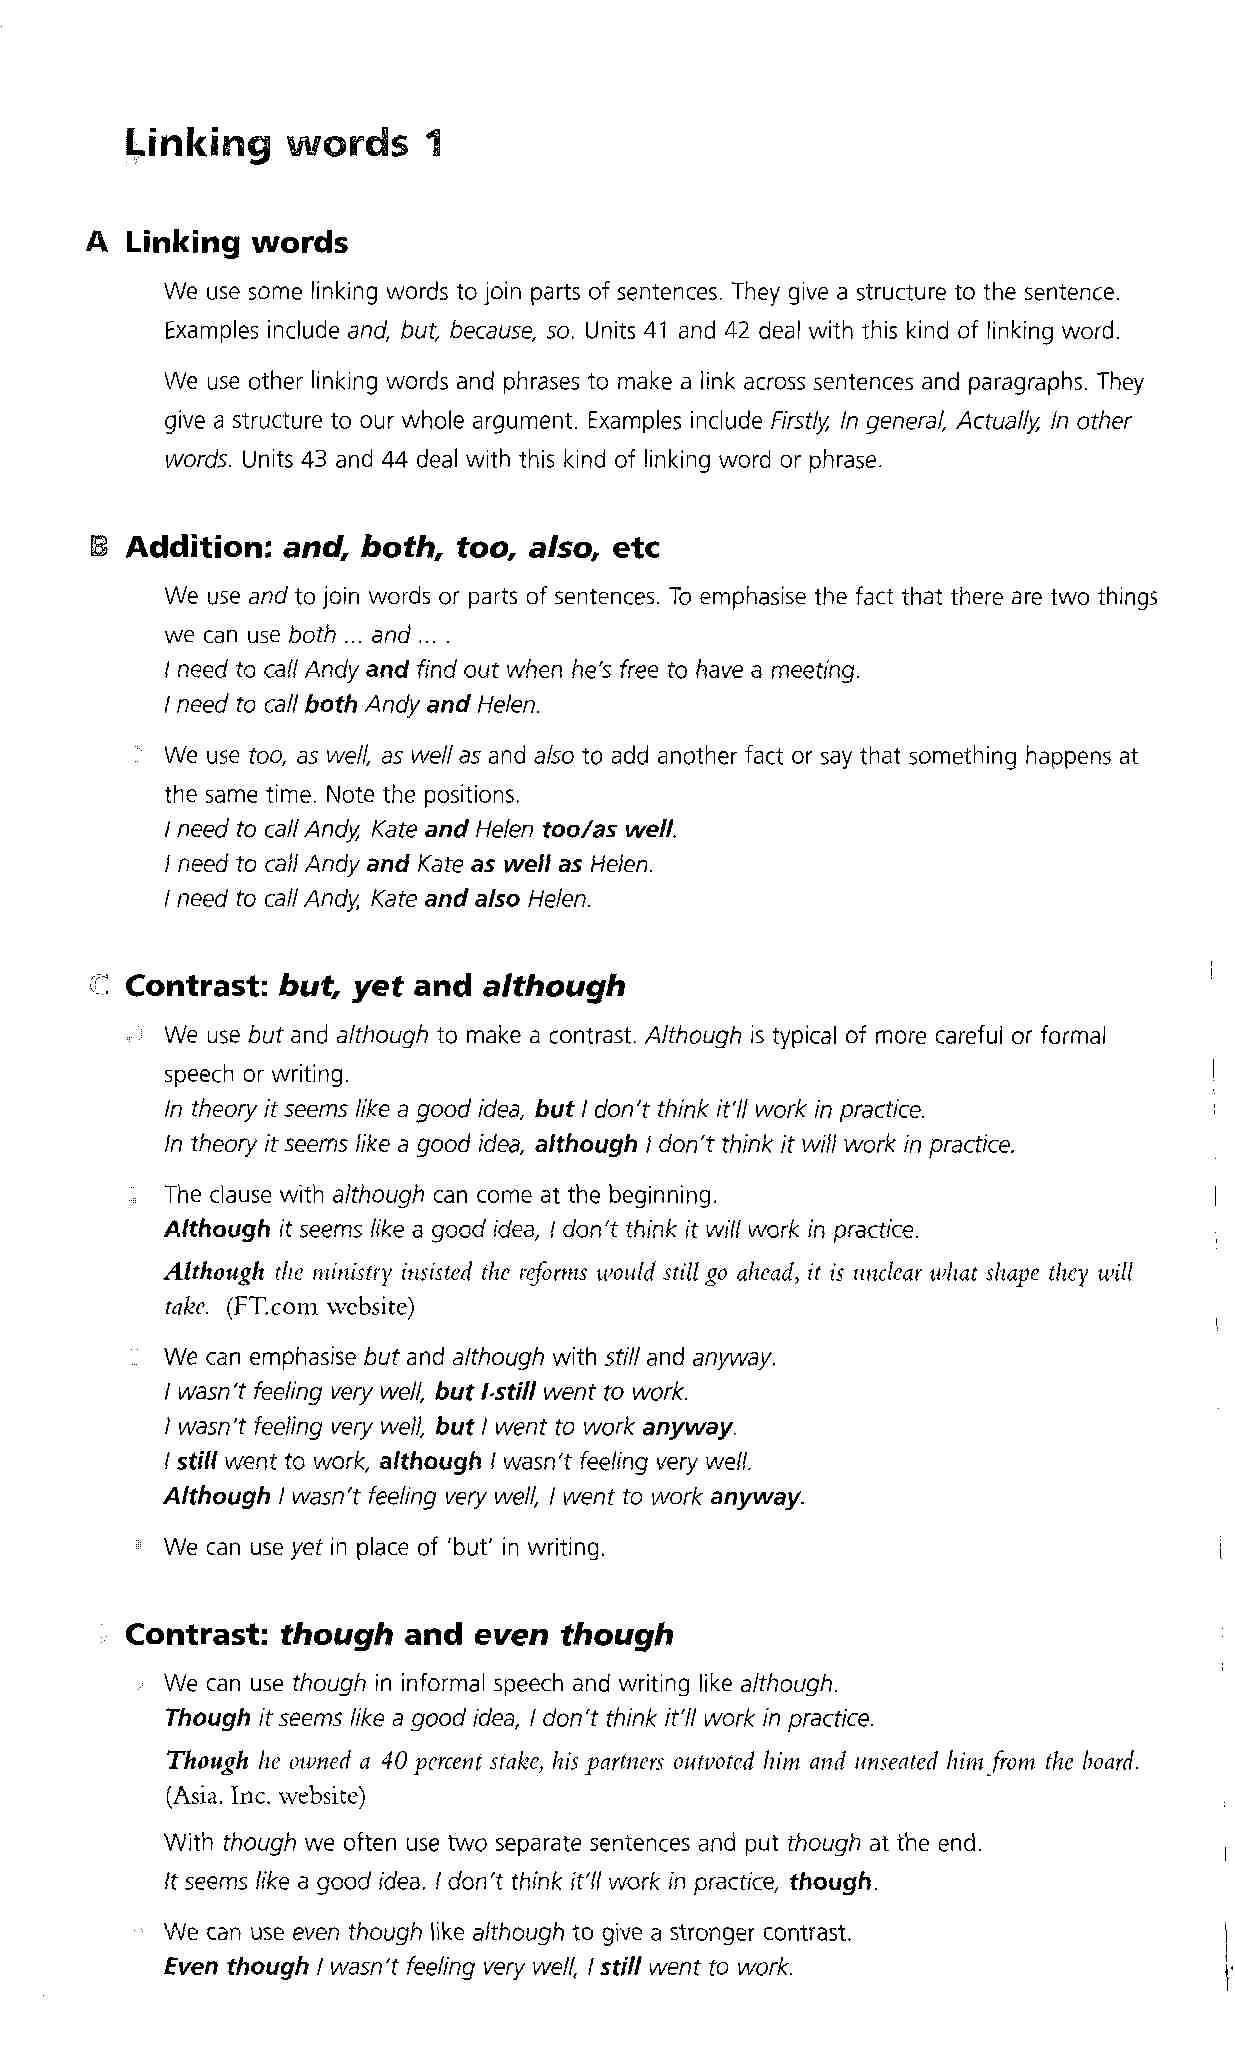 Linking words 1
A Linking words
We use some linking words to join parts of sentences. They give a structure to the sentence.
Examples include and, but, because, so. Units 41 and 42 deal with this kind of linking word.
We use other linking words and phrases to make a link across sentences and paragraphs. They
give a structure to our whole argument. Examples include Firstly, In general, Actually, In other
words. Units 43 and 44 deal with this kind of linking word or phrase.
B Addition: and, both, too, also, etc
We use and to join words or parts of sentences. To emphasise the fact that there are two things
we can use both ... and ... .
I need to call Andy and find out when he's free to have a meeting.
I need to call both Andy and Helen.
We use too, as well, as well as and also to add another fact or say that something happens at
the same time. Note the positions.
I need to call Andy, Kate and Helen too/as well.
I need to call Andy and Kate as well as Helen.
I need to call Andy, Kate and also Helen.
C Contrast: but, yet and although
We use but and although to make a contrast. Although is typical of more careful or formal
speech or writing.
In theory it seems like a good idea, but I don't think it'll work in practice.
In theory it seems like a good idea, although I don't think it will work in practice.
The clause with although can come at the beginning.
Although it seems like a good idea, I don't think it will work in practice.
Although the ministry insisted the reforms would still go ahead, it is unclear what shape they will
take. (FT.com website)
We can emphasise but and although with still and anyway.
I wasn't feeling very well, but I still went to work.
I wasn't feeling very well, but I went to work anyway.
I still went to work, although I wasn't feeling very well.
Although I wasn't feeling very well, I went to work anyway.
We can use yet in place of 'but' in writing.
Contrast: though and even though
We can use though in informal speech and writing like although.
Though it seems like a good idea, I don't think it'll work in practice.
Though he owned a 40 percent stake, his partners outvoted him and unseated him from the board.
(Asia. Inc. website)
With though we often use two separate sentences and put though at the end.
It seems like a good idea. I don't think it'll work in practice, though.
We can use even though like although to give a stronger contrast.
Even though I wasn't feeling very well, I still went to work.